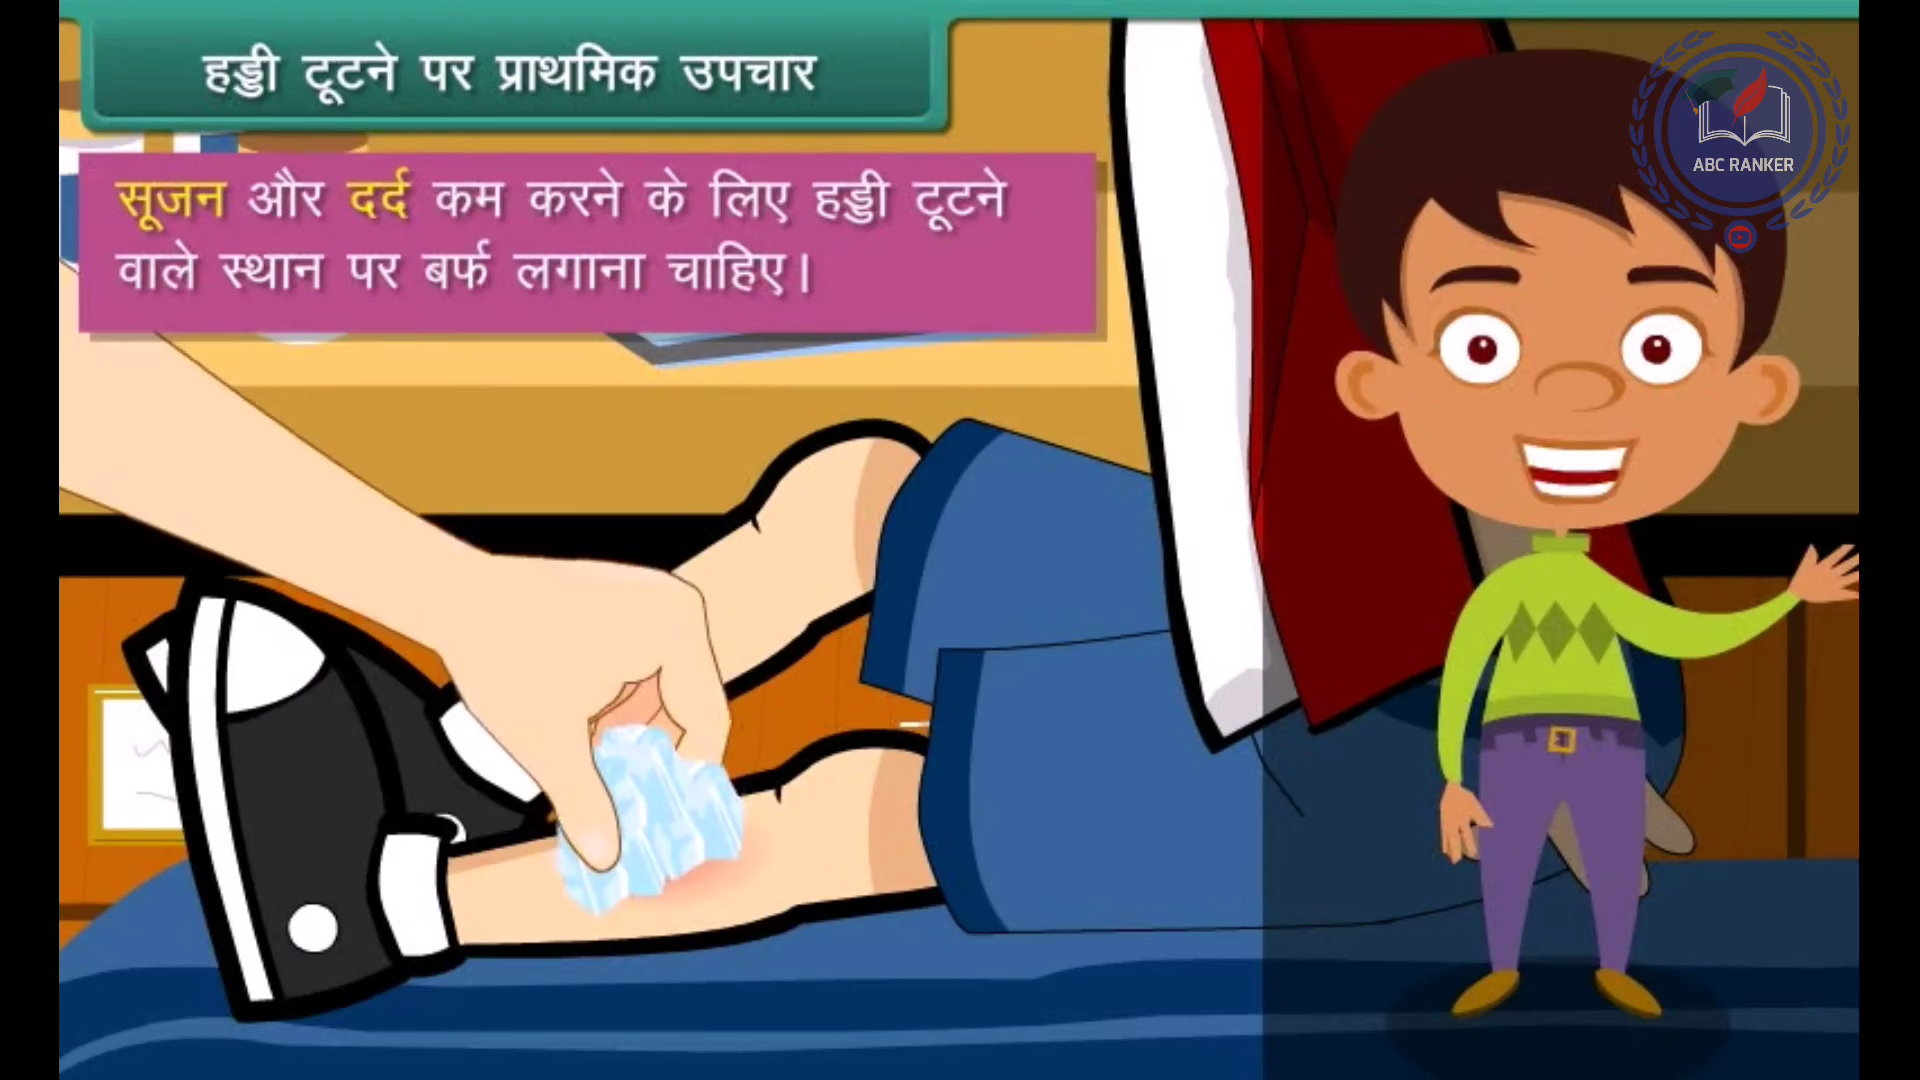 हड्डी टूटने पर प्राथमिक उपचार
सूजन और दर्द कम करने के लिए हड्डी टूटने
वाले स्थान पर बर्फ लगाना चाहिए।
ABC RANKER